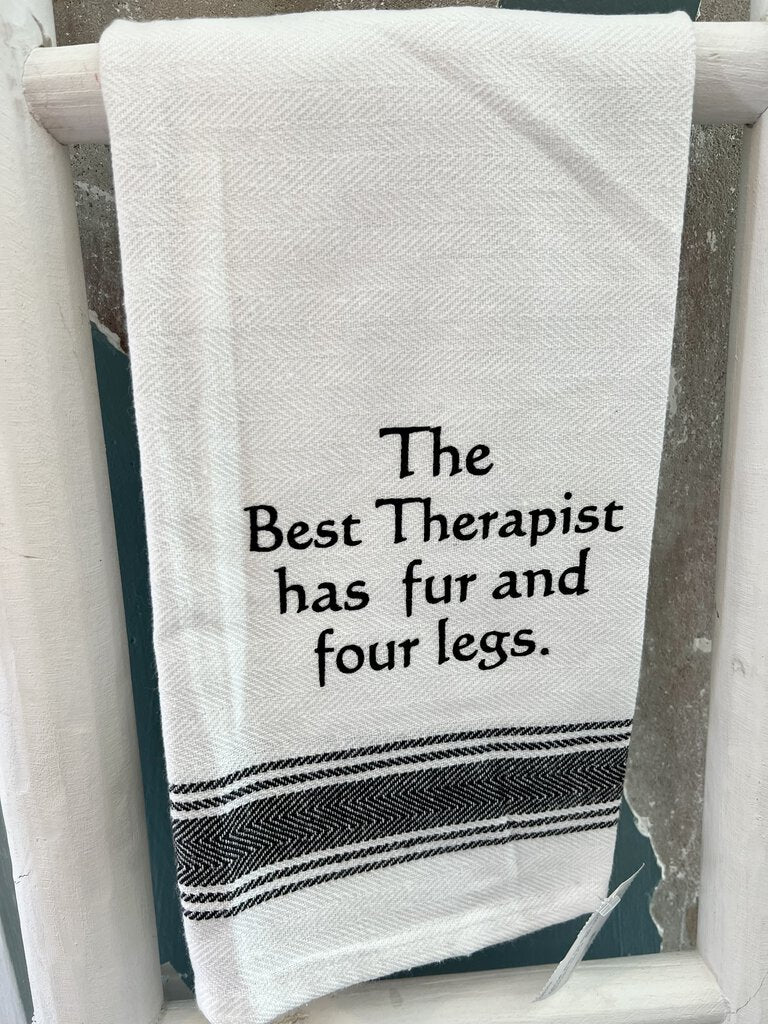 The
Best Therapist
has fur and
four legs.